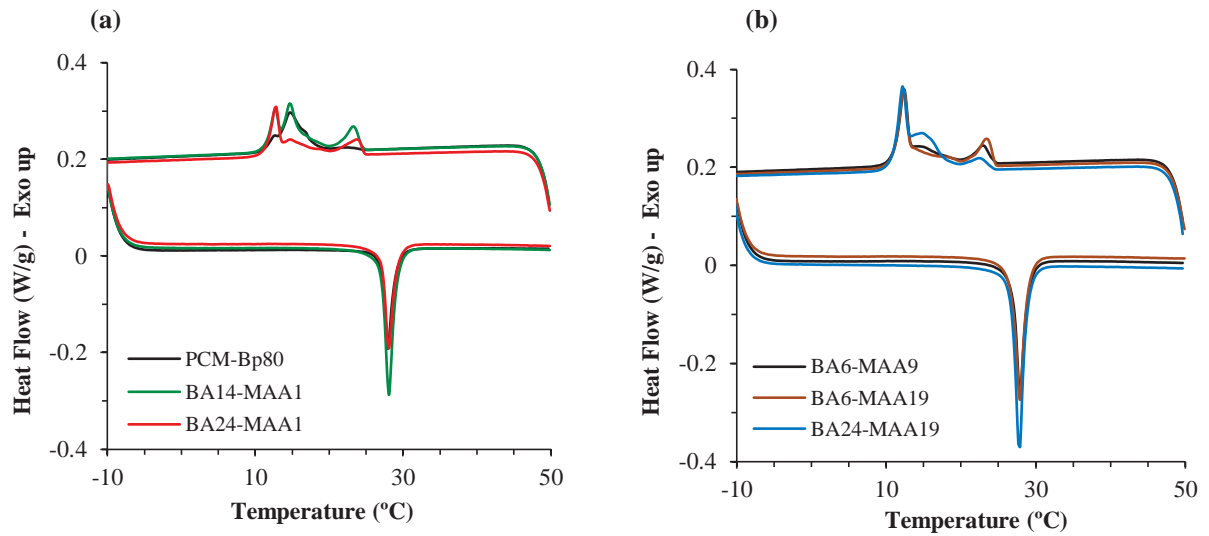 (a)
Heat Flow (W/g) - Exo up
0.4
0.2
0
-0.2
-0.4
PCM-Bp80
BA14-MAA1
BA24-MAA1
-10
10
30
50
Temperature (ºC)
(b)
Heat Flow (W/g) - Exo up
0.4
0.2
0
-0.2
-0.4
BA6-MAA9
BA6-MAA19
BA24-MAA19
-10
10
30
50
Temperature (ºC)